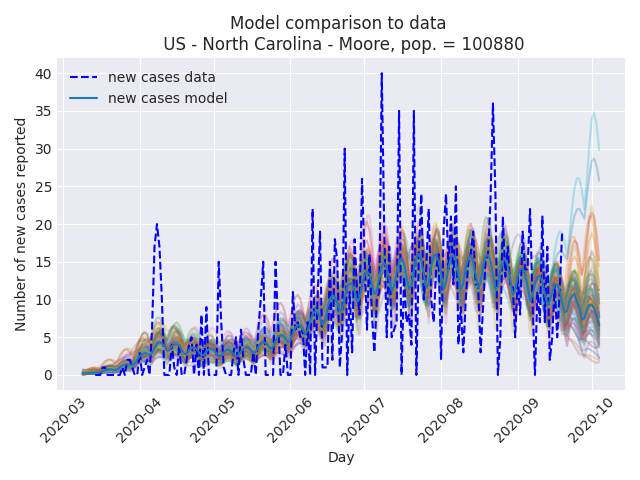 Model comparison to data
US - North Carolina - Moore, pop. = 100880
new cases data
new cases model
Number of new cases reported
40
35
30
25
20
15
10
5
0
2020-03
2020-04
2020-05
2020-06
2020-07
2020-08
2020-09
2020-10
Day